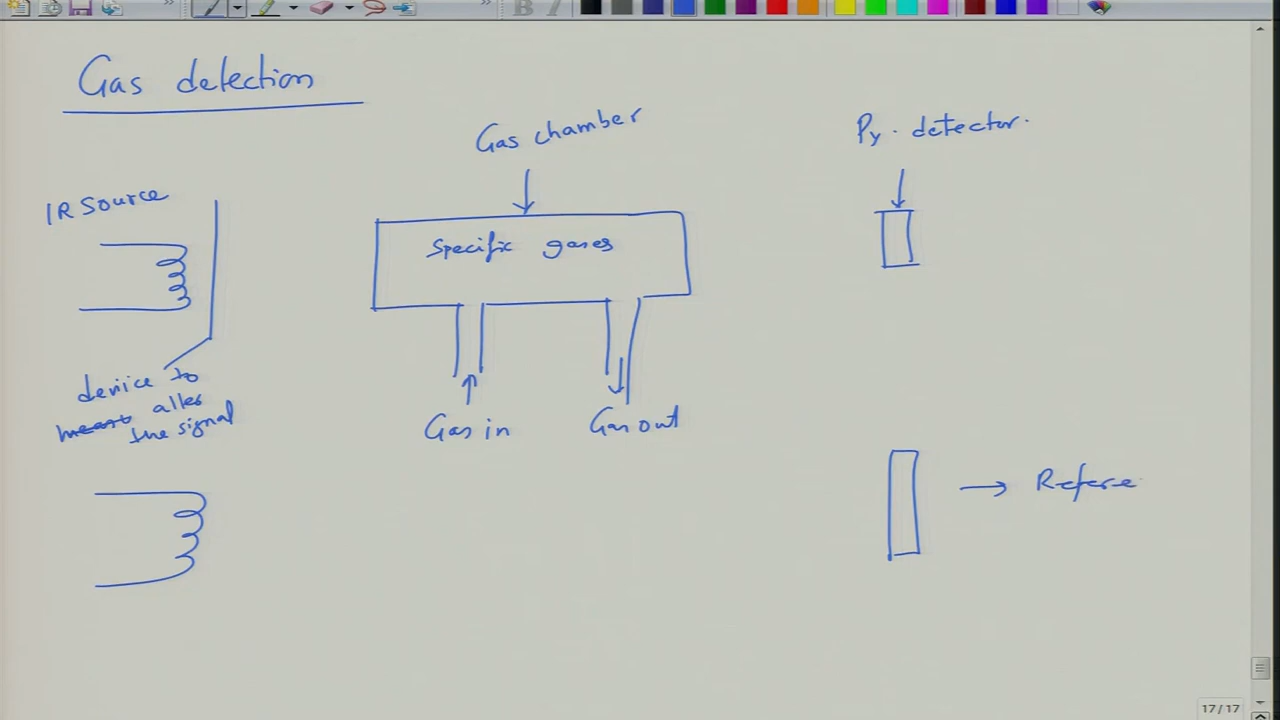 Gas detection
Gas chamber
Py. detector.
IR Source
Specific gases
device to
alter
the signal
Gas in
Gas out
Refere
17/17